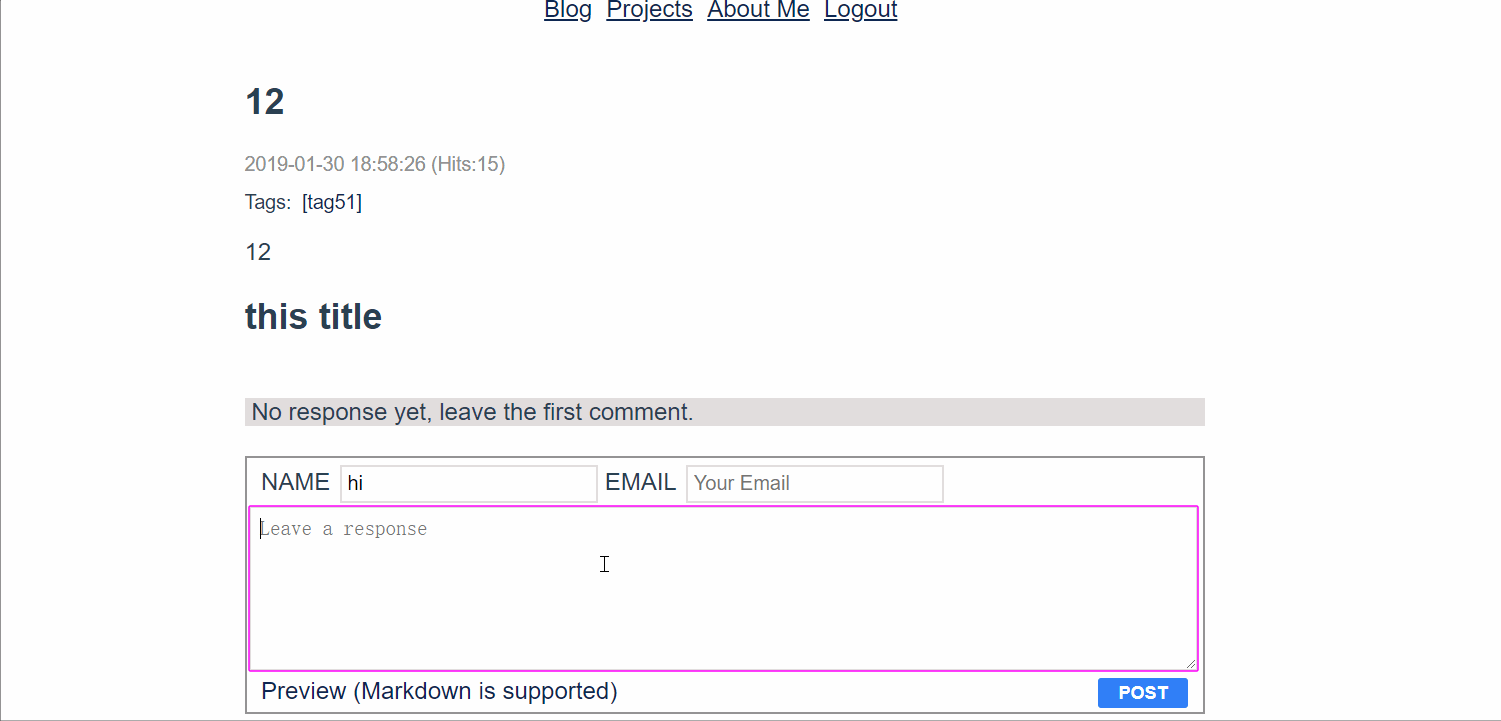 Blog Projects About Me Logout
12
2019-01-30 18:58:26 (Hits:15)
Tags: [tag51]
12
this title
No response yet, leave the first comment.
NAME hi EMAIL Your Email
Leave a response
Preview (Markdown is supported) POST